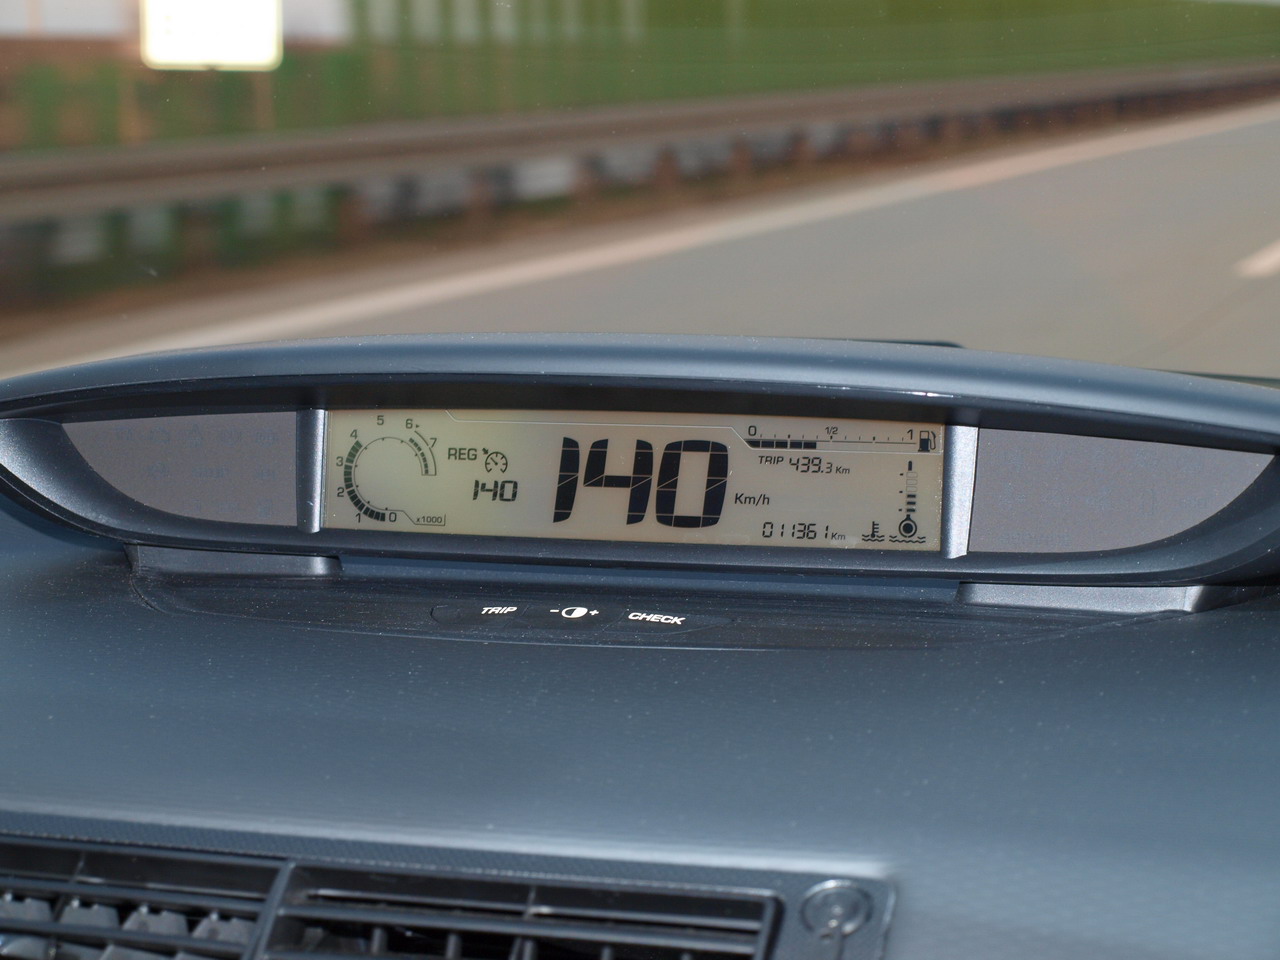 0 1 2 3 4 5 6 7
x1000
REG
140
140 Km/h
0 1/2 1
TRIP 439.3 Km
011361 Km
TRIP - + CHECK